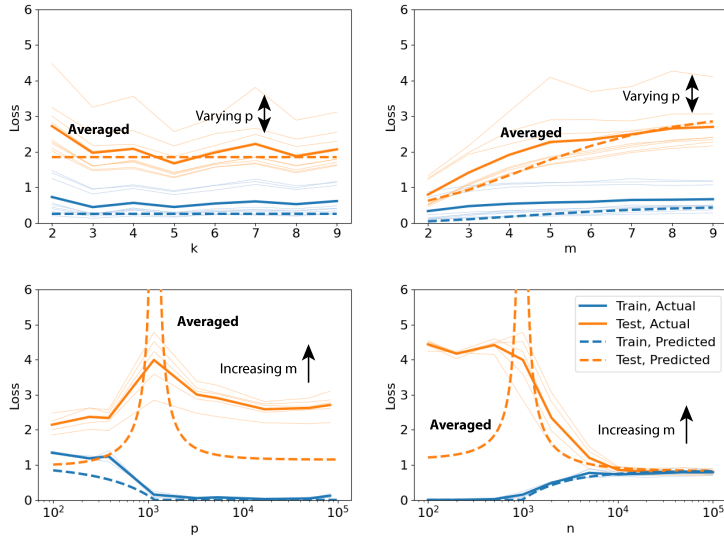 6
5
4
3
2
1
0
Loss
Averaged
Varying p
2 3 4 5 6 7 8 9
k
6
5
4
3
2
1
0
Loss
Averaged
Varying p
2 3 4 5 6 7 8 9
m
6
5
4
3
2
1
0
Loss
Averaged
Increasing m
10² 10³ 10⁴ 10⁵
p
6
5
4
3
2
1
0
Loss
Train, Actual
Test, Actual
Train, Predicted
Test, Predicted
Averaged
Increasing m
10² 10³ 10⁴ 10⁵
n